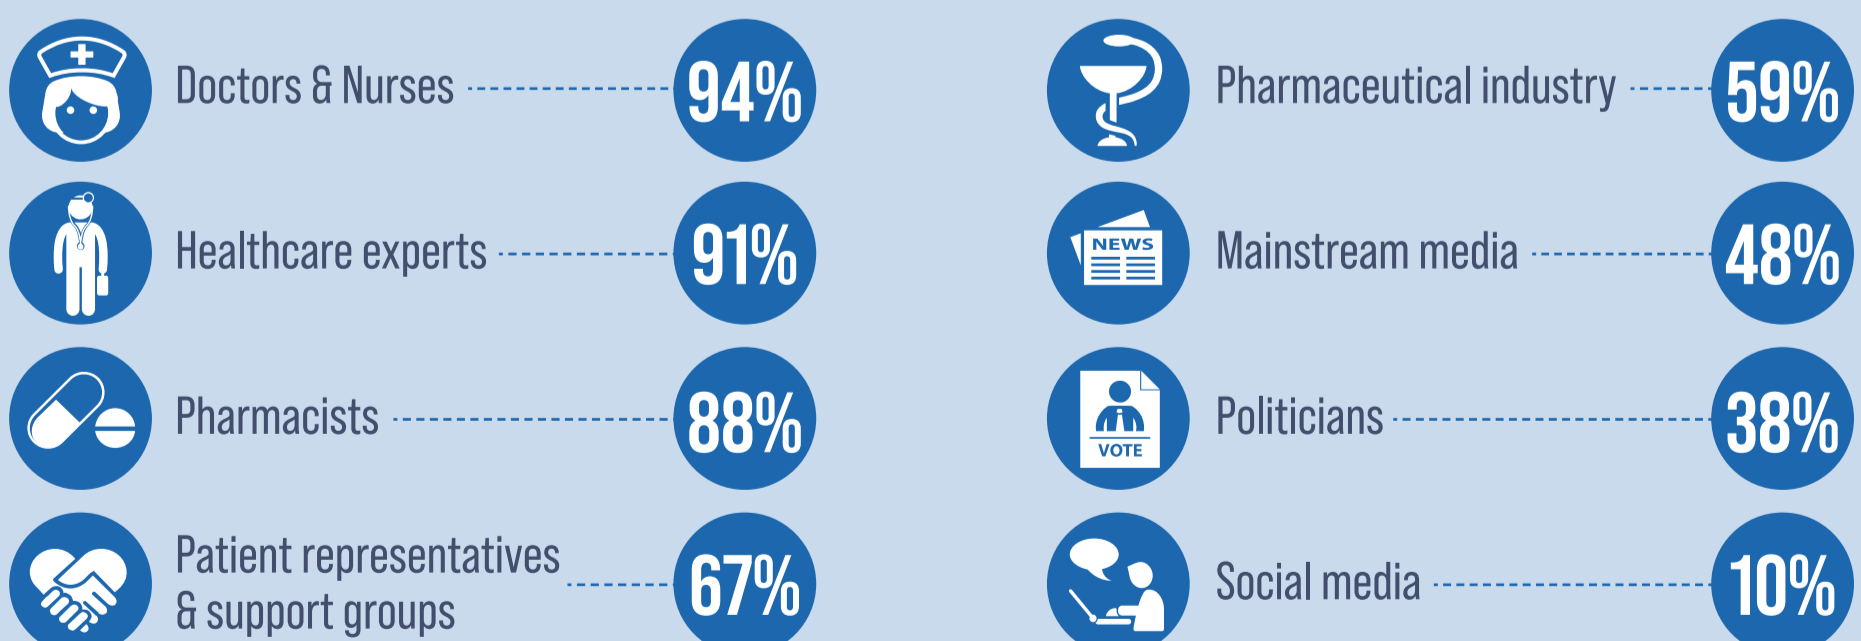 Doctors & Nurses 94%
Healthcare experts 91%
Pharmacists 88%
Patient representatives
& support groups 67%
Pharmaceutical industry 59%
NEWS
Mainstream media 48%
VOTE
Politicians 38%
Social media 10%